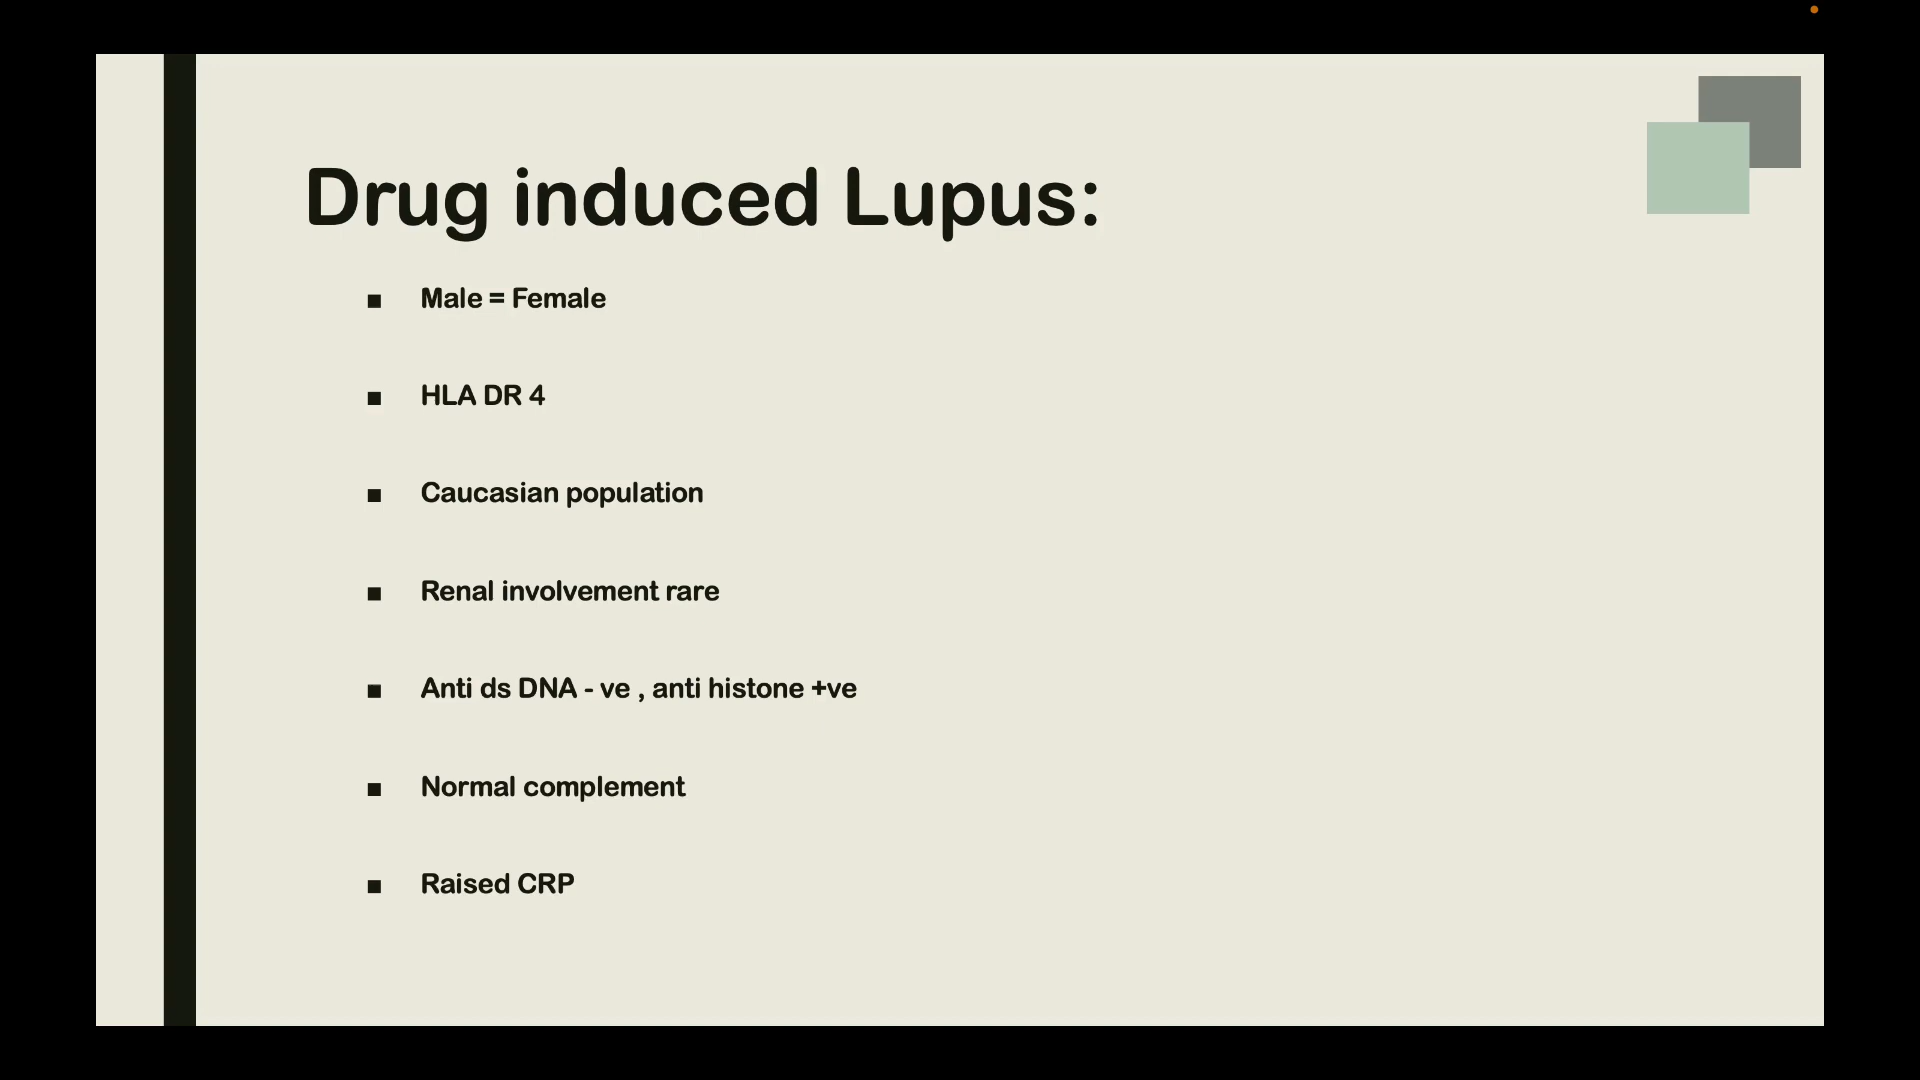 Drug induced Lupus:
Male = Female
HLA DR 4
Caucasian population
Renal involvement rare
Anti ds DNA - ve , anti histone +ve
Normal complement
Raised CRP